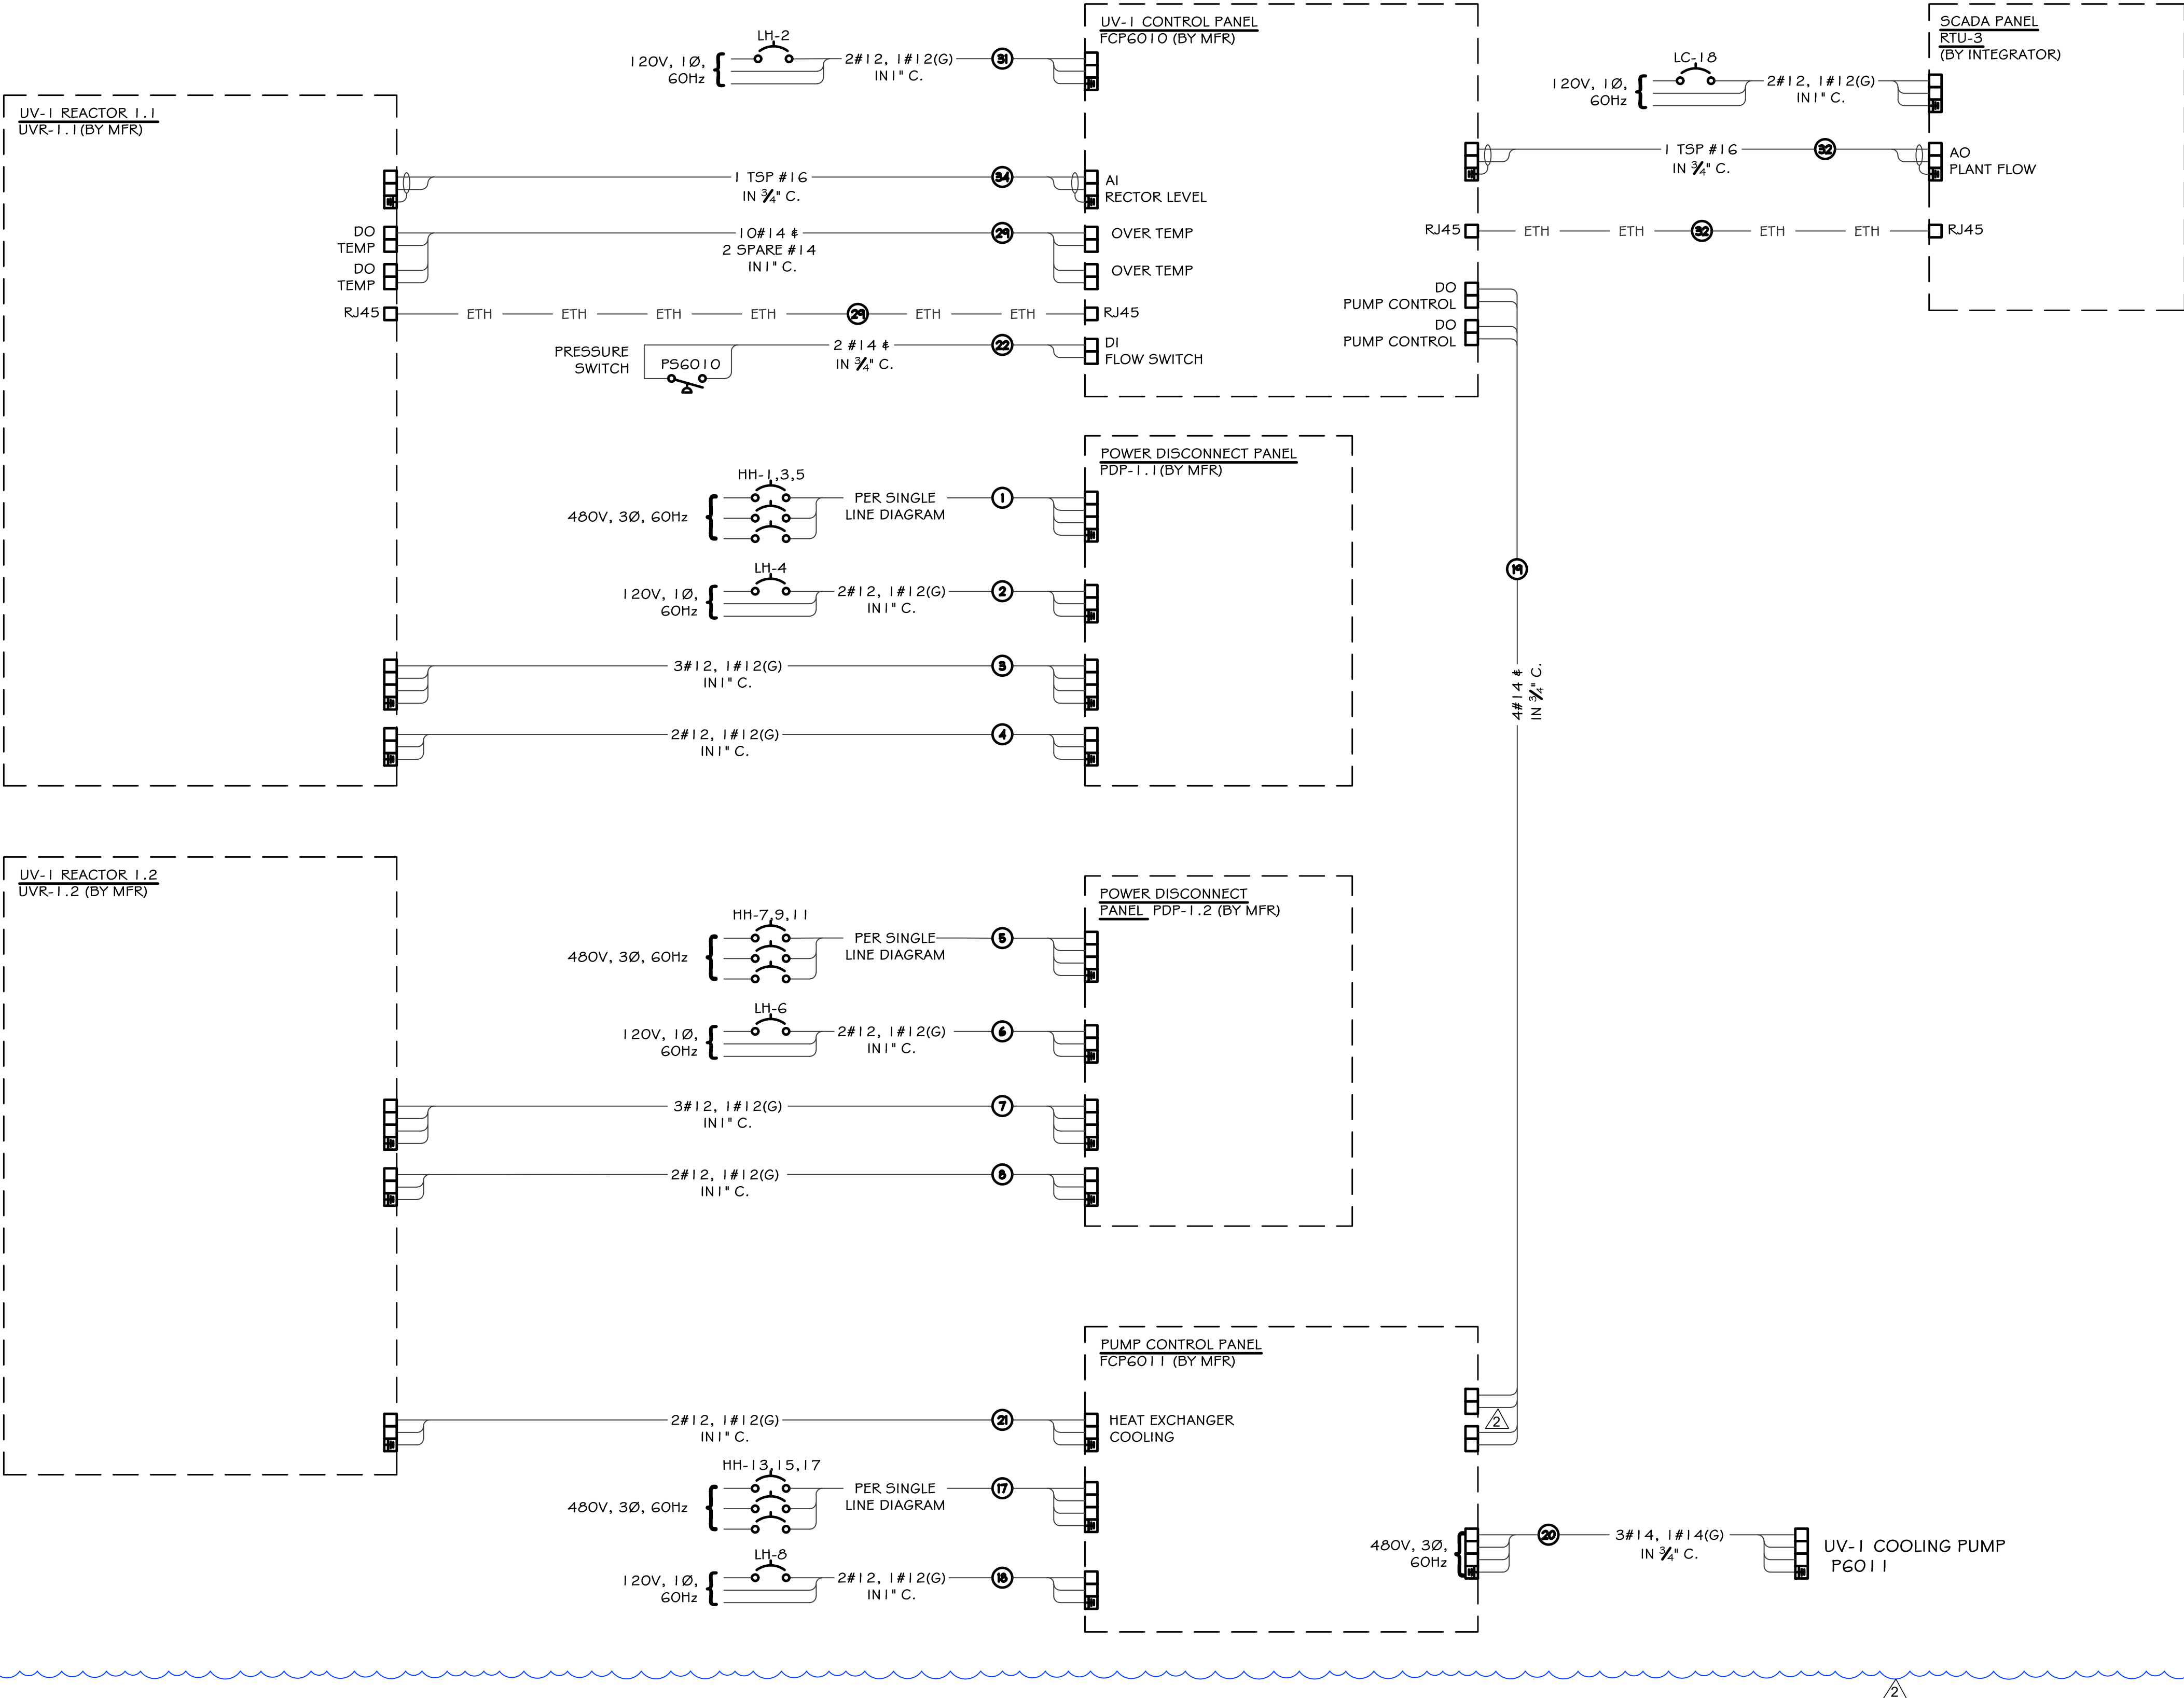 UV-1 CONTROL PANEL
FCP6010 (BY MFR)
SCADA PANEL
RTU-3
(BY INTEGRATOR)
LH-2
120V, 1Ø,
60Hz
2#12, 1#12(G)
IN 1" C.
31
LC-18
120V, 1Ø,
60Hz
2#12, 1#12(G)
IN 1" C.
UV-1 REACTOR 1.1
UVR-1.1(BY MFR)
1 TSP #16
IN 3/4" C.
34
AI
RECTOR LEVEL
1 TSP #16
IN 3/4" C.
32
AO
PLANT FLOW
DO
TEMP
DO
TEMP
10#14 &
2 SPARE #14
IN 1" C.
29
OVER TEMP
OVER TEMP
RJ45
ETH
ETH
32
ETH
ETH
RJ45
RJ45
ETH
ETH
ETH
ETH
29
ETH
ETH
RJ45
DO
PUMP CONTROL
DO
PUMP CONTROL
PRESSURE
SWITCH
PS6010
2 #14 &
IN 3/4" C.
22
DI
FLOW SWITCH
POWER DISCONNECT PANEL
PDP-1.1(BY MFR)
HH-1,3,5
480V, 3Ø, 60Hz
PER SINGLE
LINE DIAGRAM
1
LH-4
120V, 1Ø,
60Hz
2#12, 1#12(G)
IN 1" C.
2
19
4#14 &
IN 3/4" C.
3#12, 1#12(G)
IN 1" C.
3
2#12, 1#12(G)
IN 1" C.
4
UV-1 REACTOR 1.2
UVR-1.2 (BY MFR)
POWER DISCONNECT
PANEL PDP-1.2 (BY MFR)
HH-7,9,11
480V, 3Ø, 60Hz
PER SINGLE
LINE DIAGRAM
5
LH-6
120V, 1Ø,
60Hz
2#12, 1#12(G)
IN 1" C.
6
3#12, 1#12(G)
IN 1" C.
7
2#12, 1#12(G)
IN 1" C.
8
PUMP CONTROL PANEL
FCP6011 (BY MFR)
2#12, 1#12(G)
IN 1" C.
21
HEAT EXCHANGER
COOLING
2
HH-13,15,17
480V, 3Ø, 60Hz
PER SINGLE
LINE DIAGRAM
17
LH-8
120V, 1Ø,
60Hz
2#12, 1#12(G)
IN 1" C.
18
480V, 3Ø,
60Hz
20
3#14, 1#14(G)
IN 3/4" C.
UV-1 COOLING PUMP
P6011
2